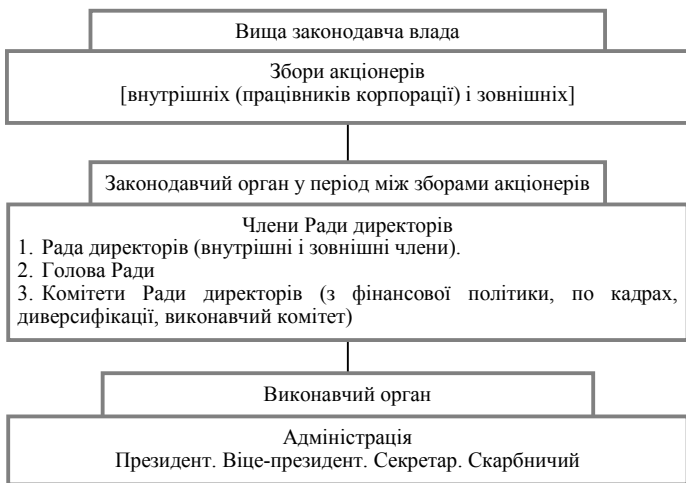 Вища законодавча влада
Збори акціонерів
[внутрішніх (працівників корпорації) і зовнішніх]
Законодавчий орган у період між зборами акціонерів
Члени Ради директорів
1. Рада директорів (внутрішні і зовнішні члени).
2. Голова Ради
3. Комітети Ради директорів (з фінансової політики, по кадрах,
диверсифікації, виконавчий комітет)
Виконавчий орган
Адміністрація
Президент. Віце-президент. Секретар. Скарбничий